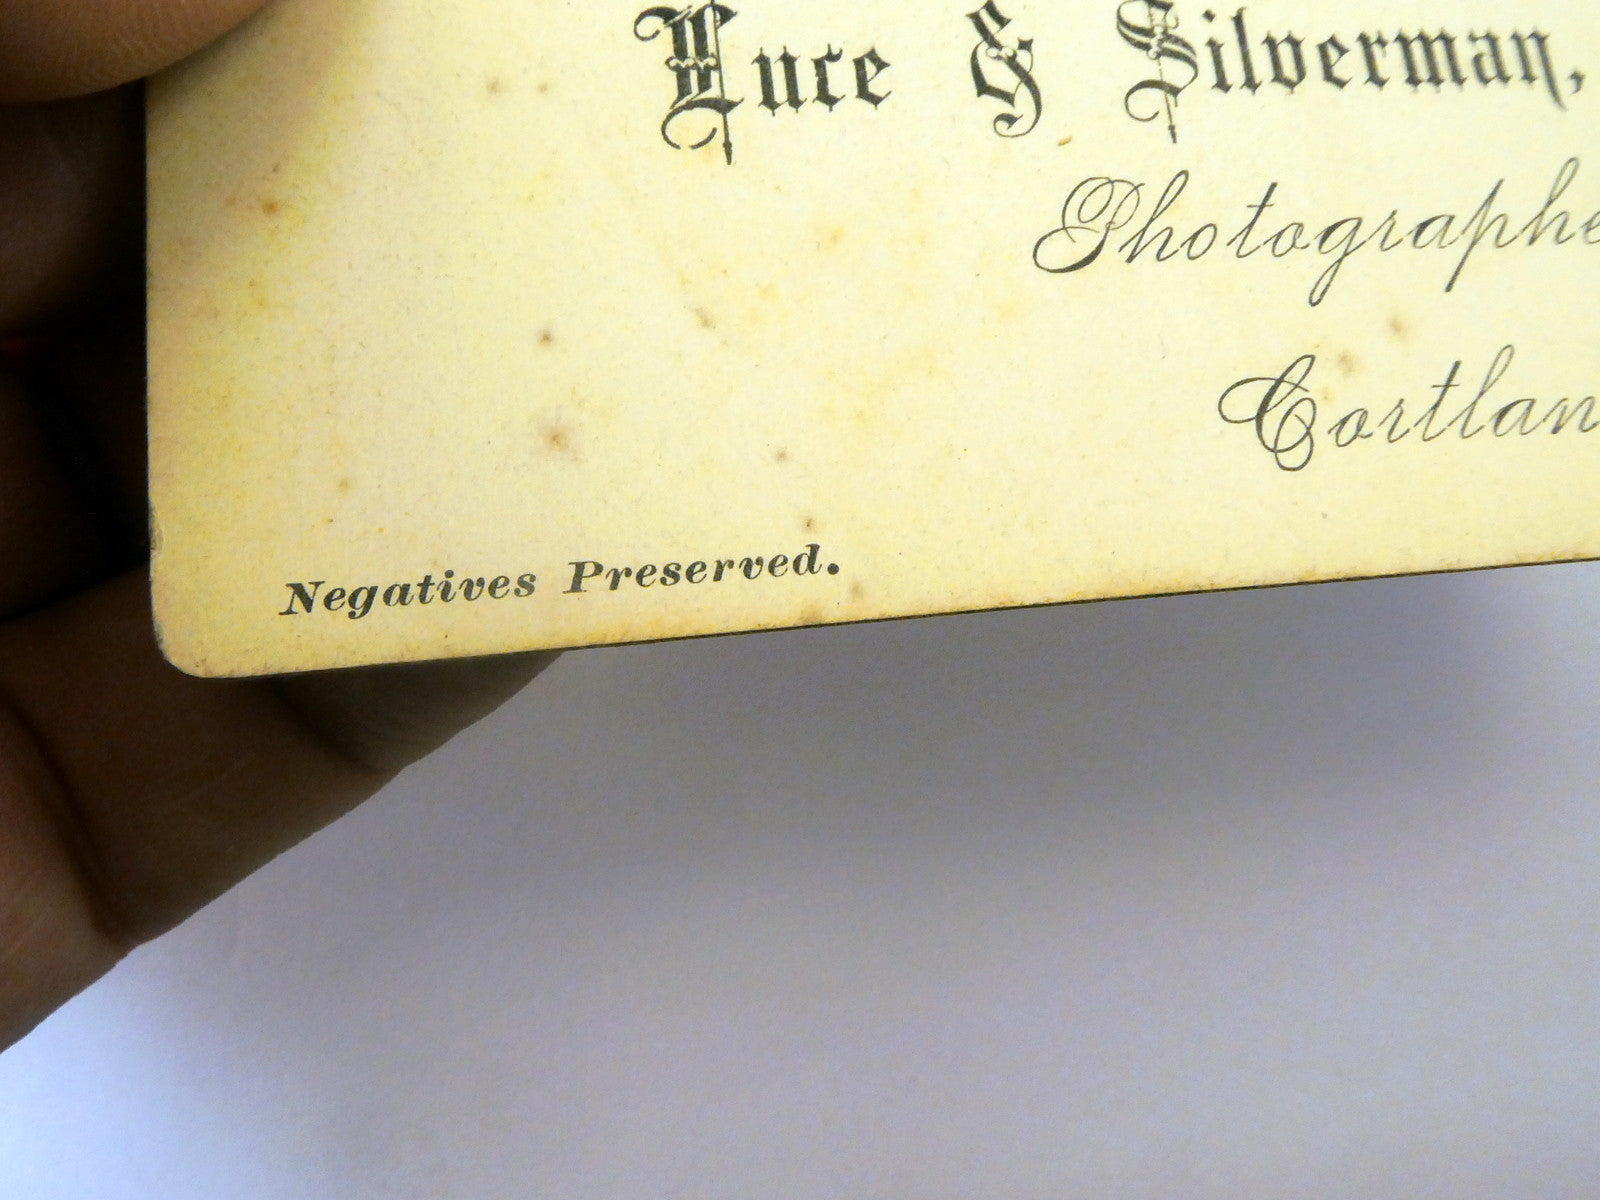 Luce & Silverman,
Photographe
Cortlan
Negatives Preserved.